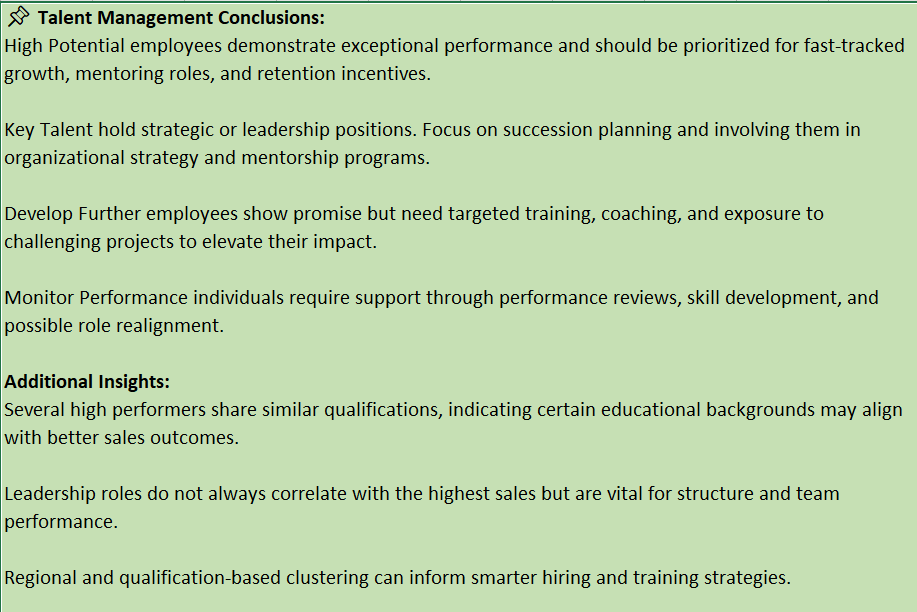 📌 Talent Management Conclusions:
High Potential employees demonstrate exceptional performance and should be prioritized for fast-tracked
growth, mentoring roles, and retention incentives.
Key Talent hold strategic or leadership positions. Focus on succession planning and involving them in
organizational strategy and mentorship programs.
Develop Further employees show promise but need targeted training, coaching, and exposure to
challenging projects to elevate their impact.
Monitor Performance individuals require support through performance reviews, skill development, and
possible role realignment.
Additional Insights:
Several high performers share similar qualifications, indicating certain educational backgrounds may align
with better sales outcomes.
Leadership roles do not always correlate with the highest sales but are vital for structure and team
performance.
Regional and qualification-based clustering can inform smarter hiring and training strategies.